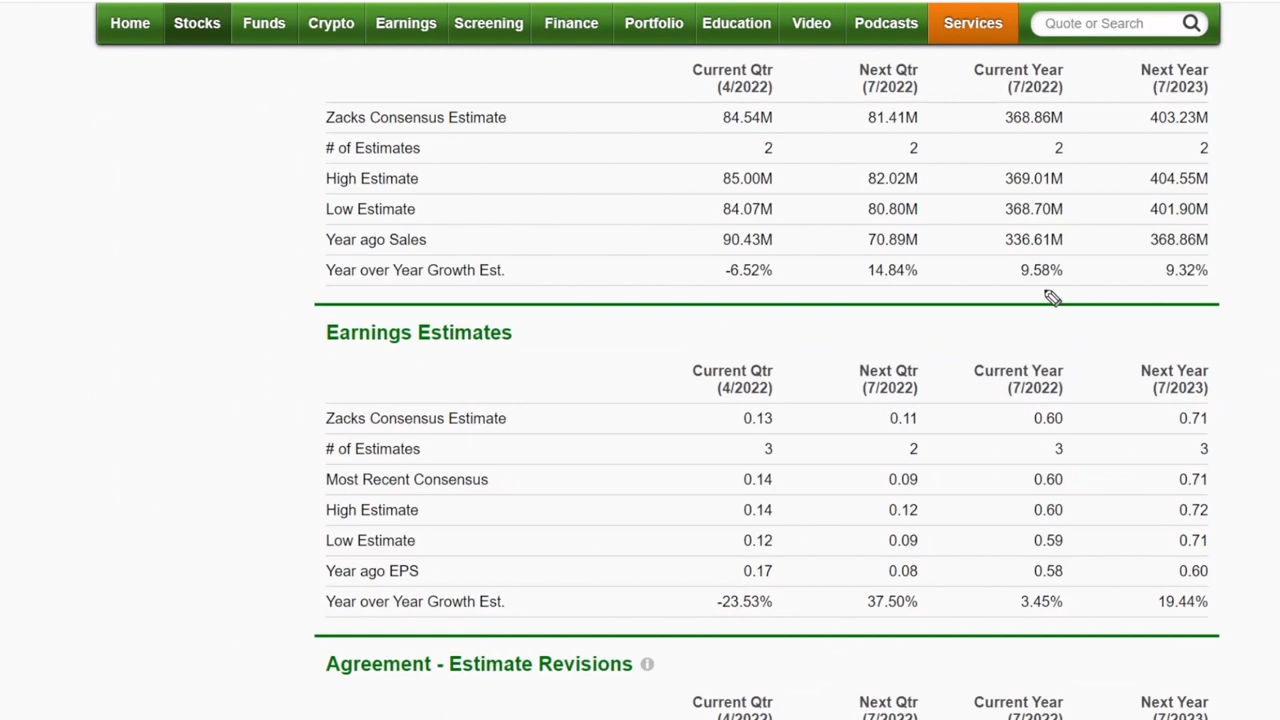 Home Stocks Funds Crypto Earnings Screening Finance Portfolio Education Video Podcasts Services Quote or Search
Current Qtr Next Qtr Current Year Next Year
(4/2022) (7/2022) (7/2022) (7/2023)
Zacks Consensus Estimate 84.54M 81.41M 368.86M 403.23M
# of Estimates 2 2 2 2
High Estimate 85.00M 82.02M 369.01M 404.55M
Low Estimate 84.07M 80.80M 368.70M 401.90M
Year ago Sales 90.43M 70.89M 336.61M 368.86M
Year over Year Growth Est. -6.52% 14.84% 9.58% 9.32%
Earnings Estimates
Current Qtr Next Qtr Current Year Next Year
(4/2022) (7/2022) (7/2022) (7/2023)
Zacks Consensus Estimate 0.13 0.11 0.60 0.71
# of Estimates 3 2 3 3
Most Recent Consensus 0.14 0.09 0.60 0.71
High Estimate 0.14 0.12 0.60 0.72
Low Estimate 0.12 0.09 0.59 0.71
Year ago EPS 0.17 0.08 0.58 0.60
Year over Year Growth Est. -23.53% 37.50% 3.45% 19.44%
Agreement - Estimate Revisions
Current Qtr Next Qtr Current Year Next Year
(4/2022) (7/2022) (7/2022) (7/2023)